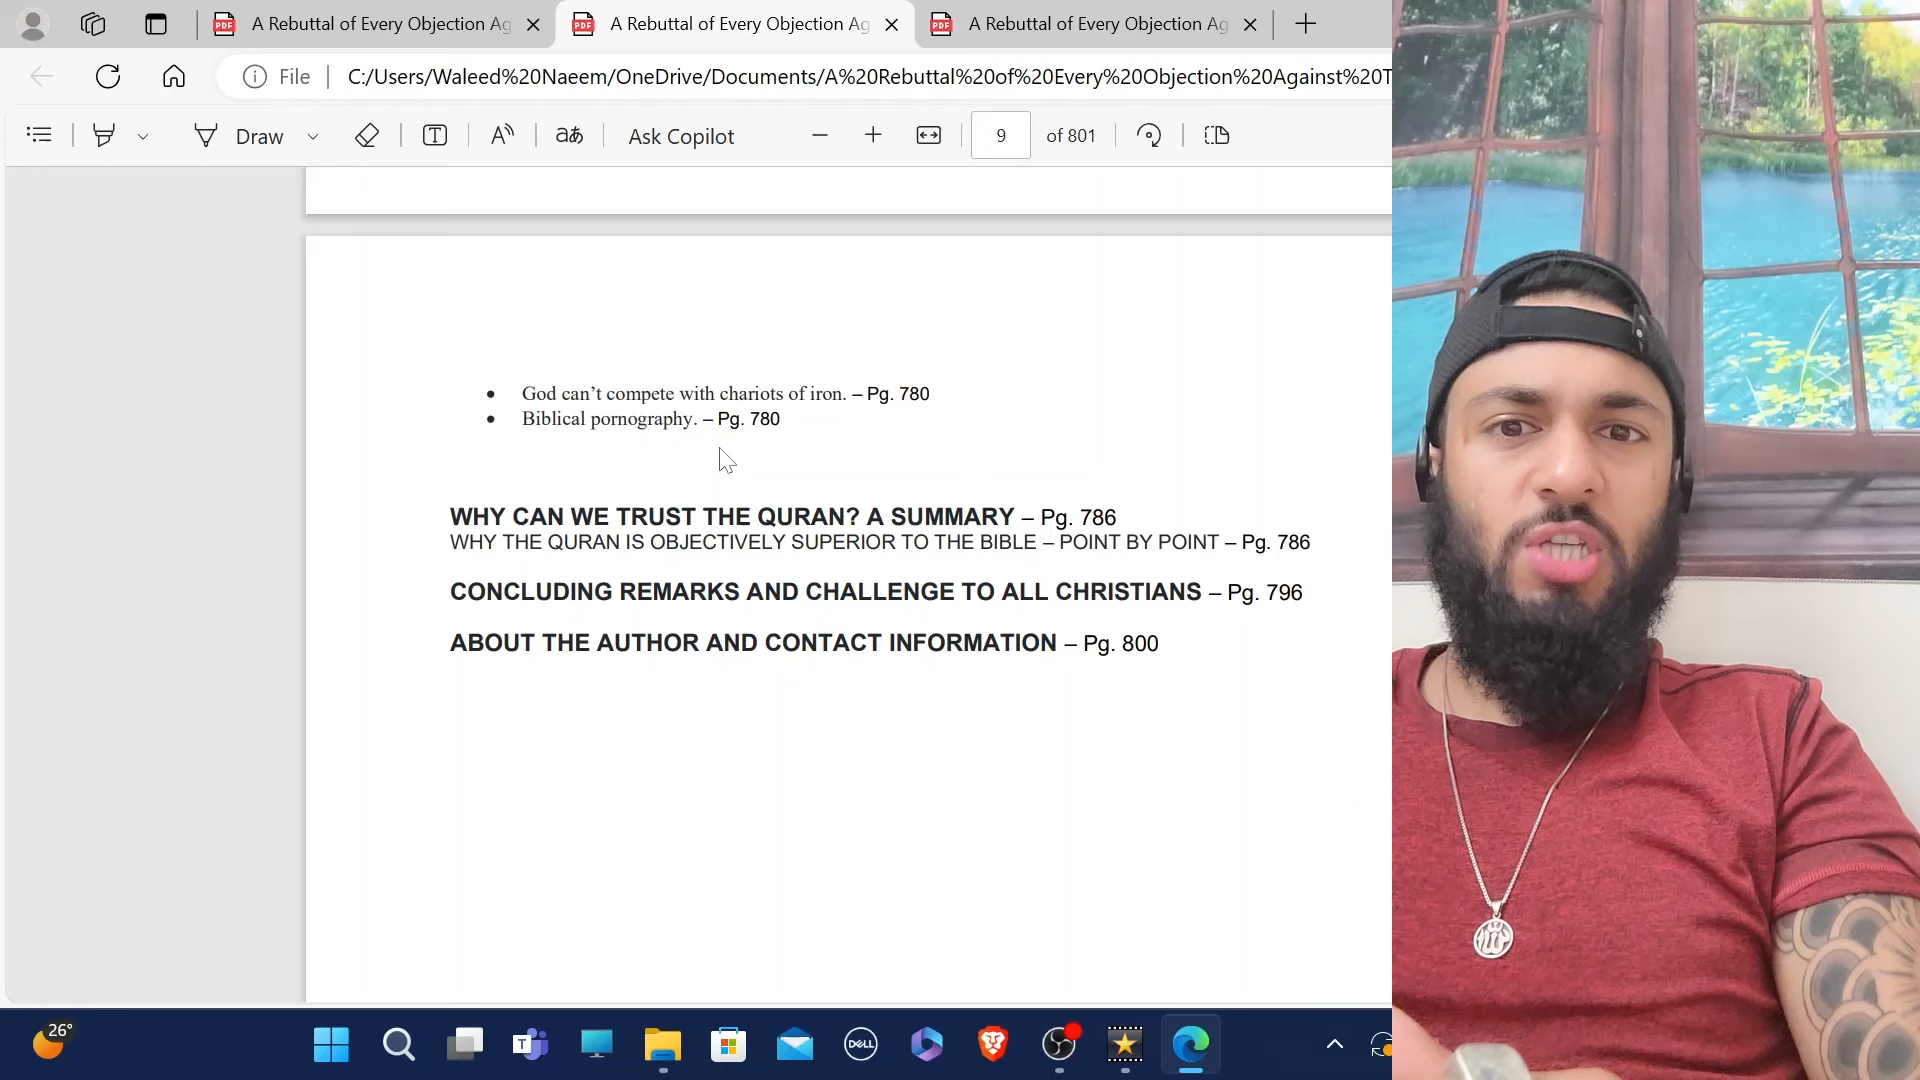 A Rebuttal of Every Objection Ag
A Rebuttal of Every Objection Ag
A Rebuttal of Every Objection Ag
File
C:/Users/Waleed%20Naeem/OneDrive/Documents/A%20Rebuttal%20of%20Every%20Objection%20Against%20T
Draw
Ask Copilot
9 of 801
• God can’t compete with chariots of iron. – Pg. 780
• Biblical pornography. – Pg. 780
WHY CAN WE TRUST THE QURAN? A SUMMARY – Pg. 786
WHY THE QURAN IS OBJECTIVELY SUPERIOR TO THE BIBLE – POINT BY POINT – Pg. 786
CONCLUDING REMARKS AND CHALLENGE TO ALL CHRISTIANS – Pg. 796
ABOUT THE AUTHOR AND CONTACT INFORMATION – Pg. 800
26°
DELL